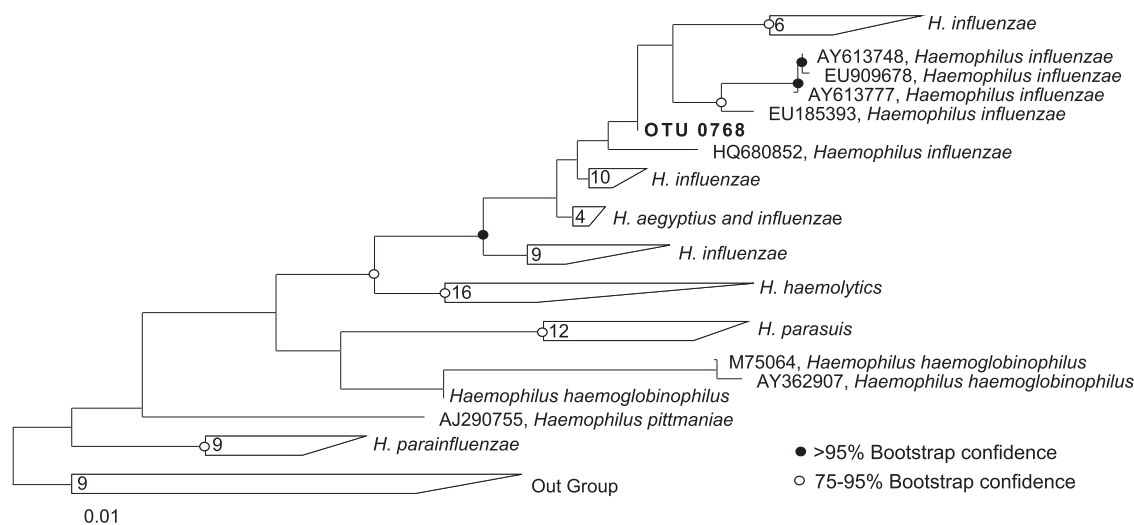 6 H. influenzae
AY613748, Haemophilus influenzae
EU909678, Haemophilus influenzae
AY613777, Haemophilus influenzae
EU185393, Haemophilus influenzae
OTU 0768
HQ680852, Haemophilus influenzae
10 H. influenzae
4 H. aegyptius and influenzae
9 H. influenzae
16 H. haemolytics
12 H. parasuis
M75064, Haemophilus haemoglobinophilus
AY362907, Haemophilus haemoglobinophilus
Haemophilus haemoglobinophilus
AJ290755, Haemophilus pittmaniae
9 H. parainfluenzae
>95% Bootstrap confidence
75-95% Bootstrap confidence
9 Out Group
0.01